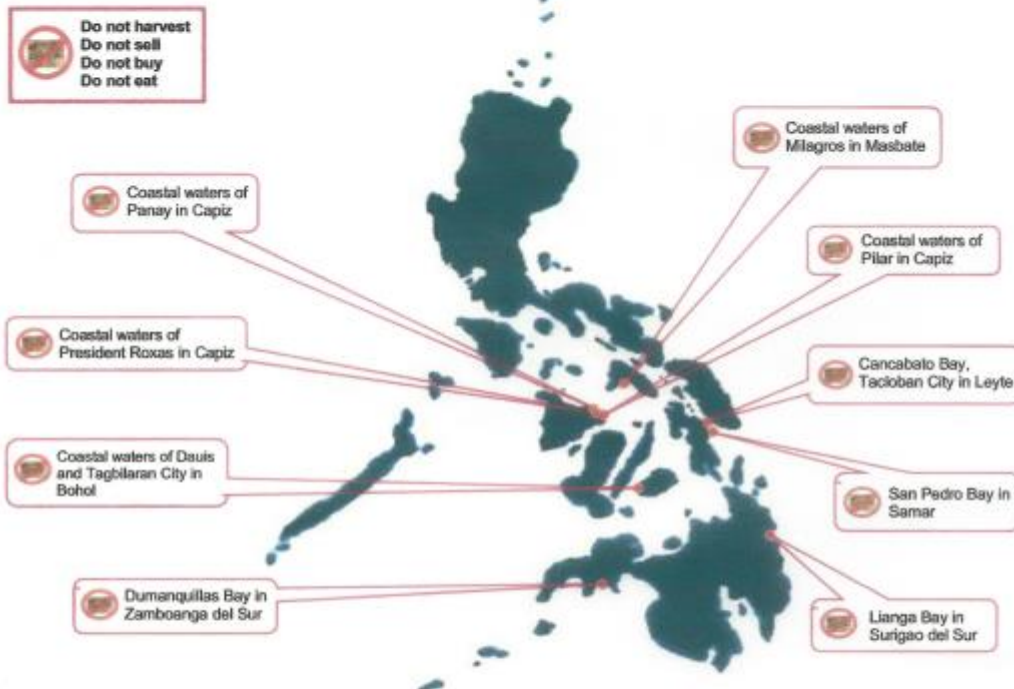 Do not harvest
Do not sell
Do not buy
Do not eat
Coastal waters of
Milagros in Masbate
Coastal waters of
Panay in Capiz
Coastal waters of
Pilar in Capiz
Coastal waters of
President Roxas in Capiz
Cancabato Bay,
Tacloban City in Leyte
Coastal waters of Dauis
and Tagbilaran City in
Bohol
San Pedro Bay in
Samar
Dumanquillas Bay in
Zamboanga del Sur
Lianga Bay in
Surigao del Sur